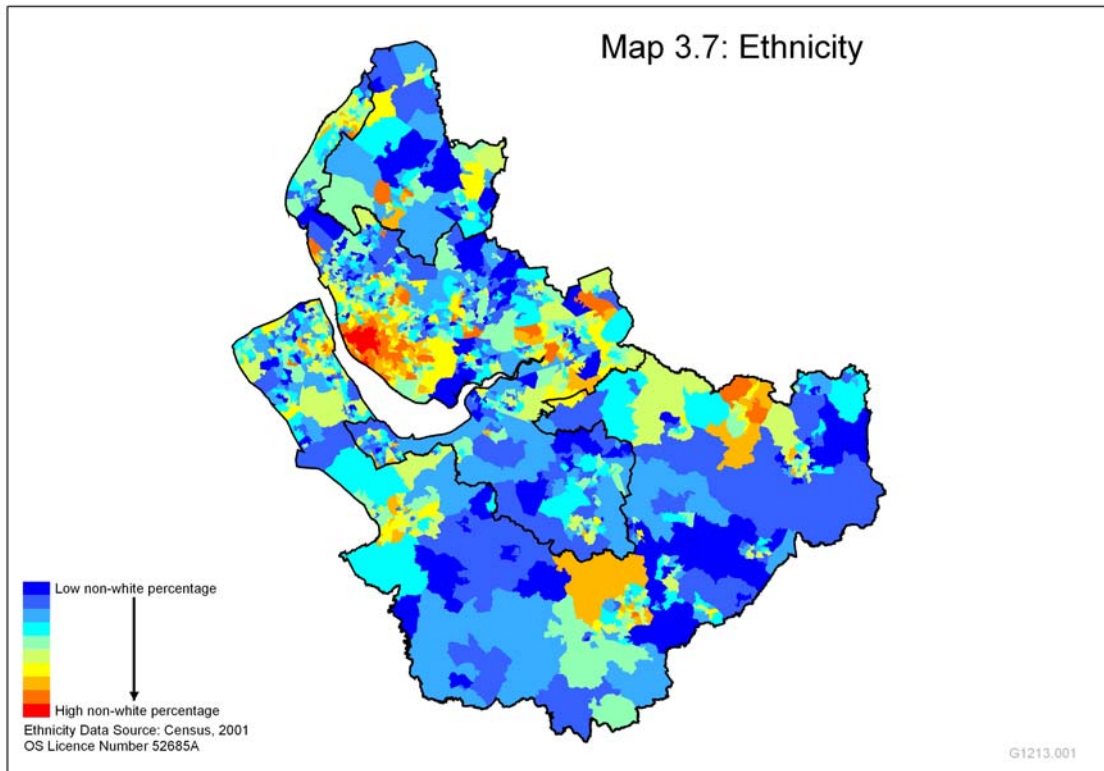 Map 3.7: Ethnicity
Low non-white percentage
High non-white percentage
Ethnicity Data Source: Census, 2001
OS Licence Number 52685A
G1213.001